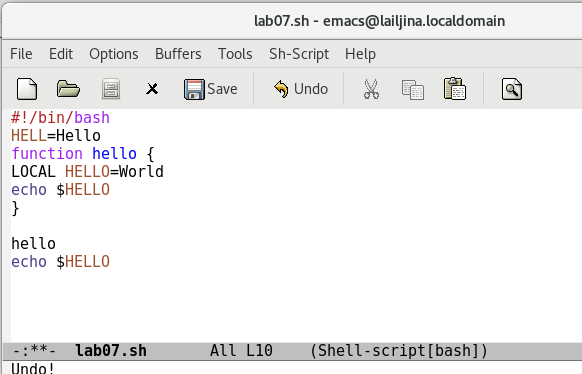 lab07.sh - emacs@lailjina.localdomain
File Edit Options Buffers Tools Sh-Script Help
Save Undo
#!/bin/bash
HELL=Hello
function hello {
LOCAL HELLO=World
echo $HELLO
}
hello
echo $HELLO
-:**- lab07.sh All L10 (Shell-script[bash])
Undo!